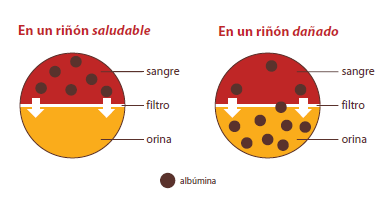 En un riñón saludable
sangre
filtro
orina
En un riñón dañado
sangre
filtro
orina
albúmina